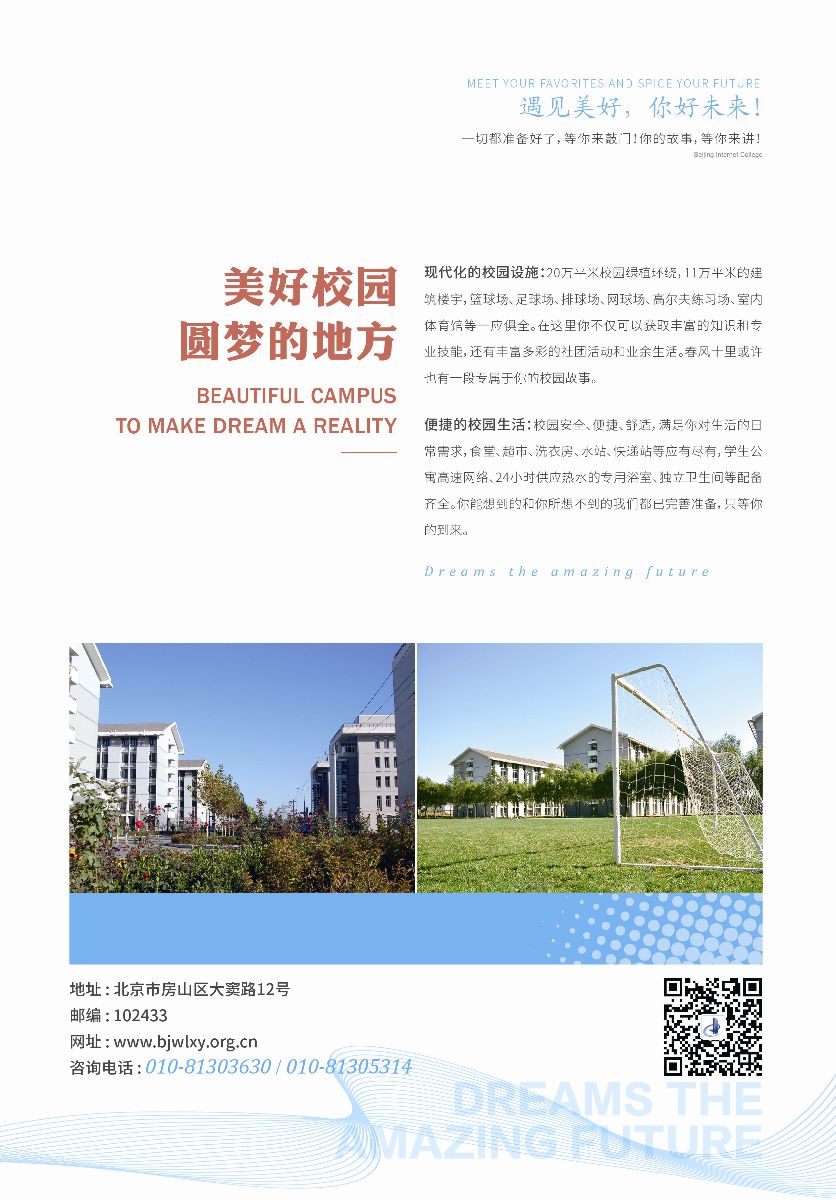 MEET YOUR FAVORITES AND SPICE YOUR FUTURE
遇见美好，你好未来！
一切都准备好了，等你来敲门！你的故事，等你来讲！
Beijing Internet College
美好校园
圆梦的地方
BEAUTIFUL CAMPUS
TO MAKE DREAM A REALITY
现代化的校园设施：20万平米校园绿植环绕，11万平米的建
筑楼宇，篮球场、足球场、排球场、网球场、高尔夫练习场、室内
体育馆等一应俱全。在这里你不仅可以获取丰富的知识和专
业技能，还有丰富多彩的社团活动和业余生活。春风十里或许
也有一段专属于你的校园故事。
便捷的校园生活：校园安全、便捷、舒适，满足你对生活的日
常需求，食堂、超市、洗衣房、水站、快递站等应有尽有，学生公
寓高速网络、24小时供应热水的专用浴室、独立卫生间等配备
齐全。你能想到的和你所想不到的我们都已完善准备，只等你
的到来。
Dreams the amazing future
地址：北京市房山区大窦路12号
邮编：102433
网址：www.bjwlxy.org.cn
咨询电话：010-81303630 / 010-81305314
DREAMS THE
AMAZING FUTURE